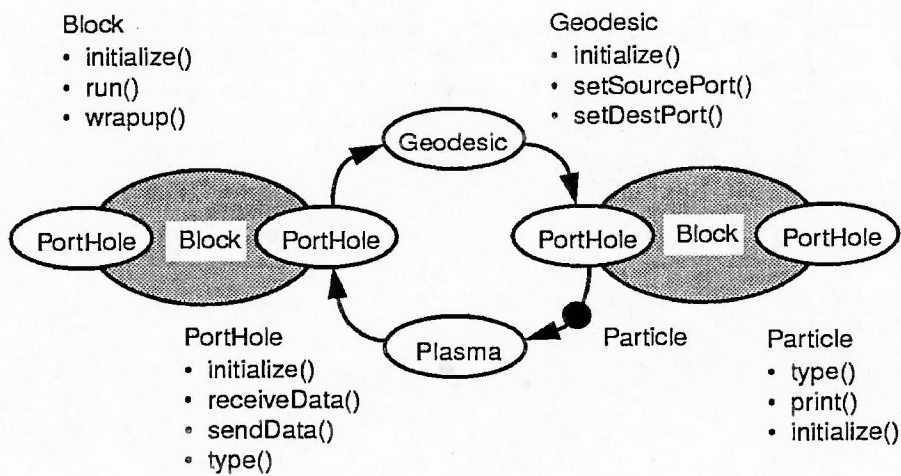 Block
• initialize()
• run()
• wrapup()
Geodesic
• initialize()
• setSourcePort()
• setDestPort()
Geodesic
PortHole
Block
PortHole
PortHole
Block
PortHole
Plasma
Particle
PortHole
• initialize()
• receiveData()
• sendData()
• type()
Particle
• type()
• print()
• initialize()